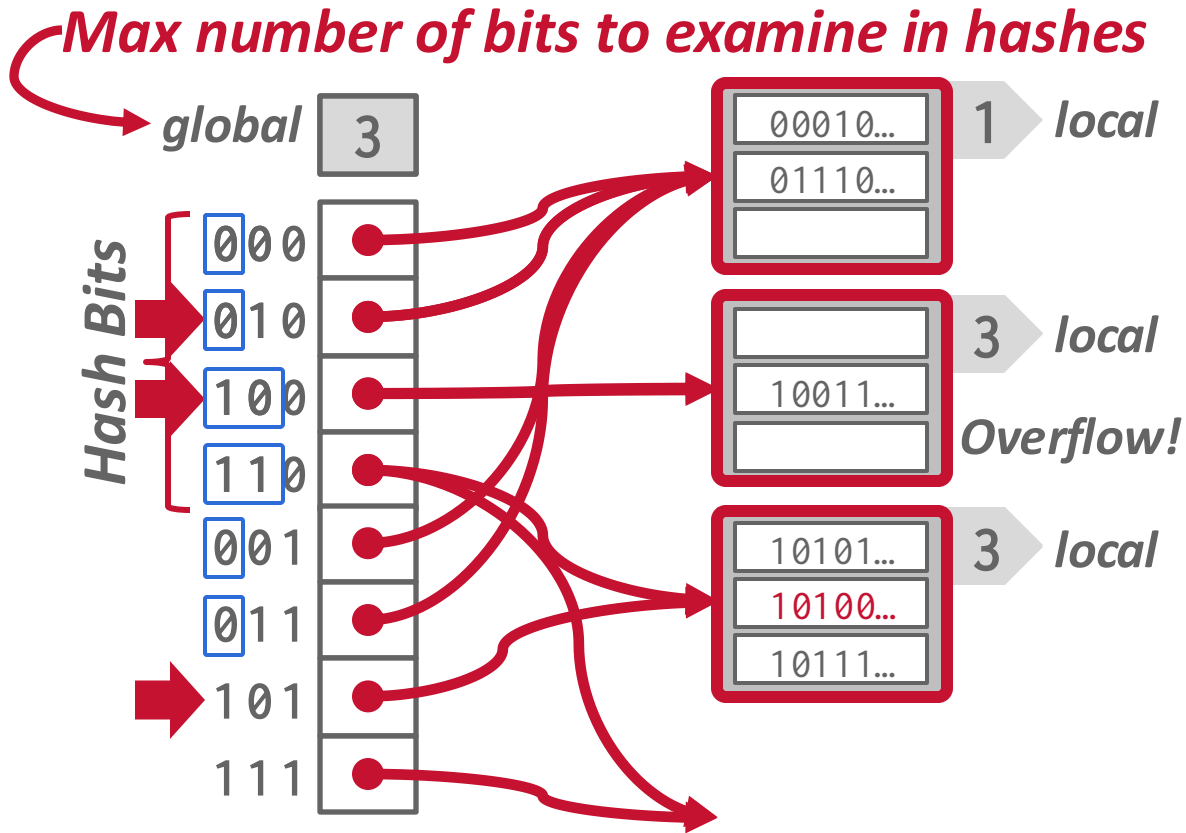 Max number of bits to examine in hashes
global 3
Hash Bits
000
010
100
110
001
011
101
111
00010…
01110…
1 local
10011…
3 local
Overflow!
10101…
10100…
10111…
3 local